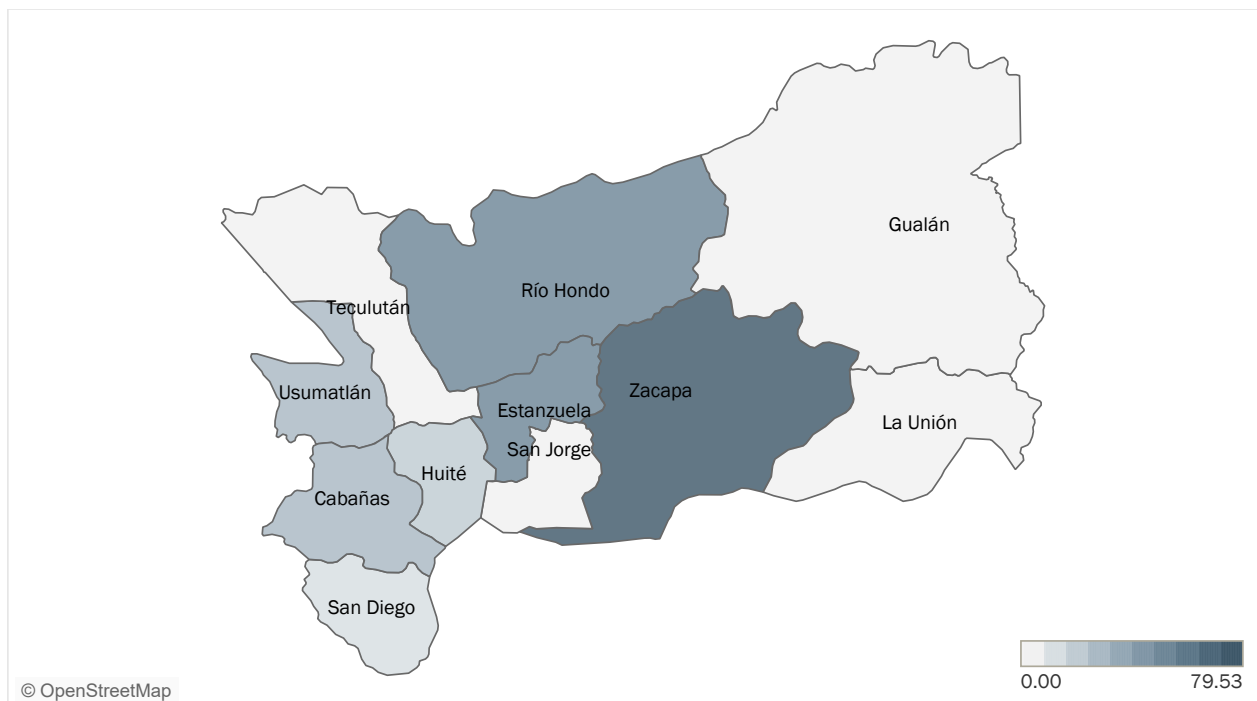 Gualán
Río Hondo
Teculután
Usumatlán
Zacapa
Estanzuela
La Unión
San Jorge
Huité
Cabañas
San Diego
0.00 79.53
© OpenStreetMap